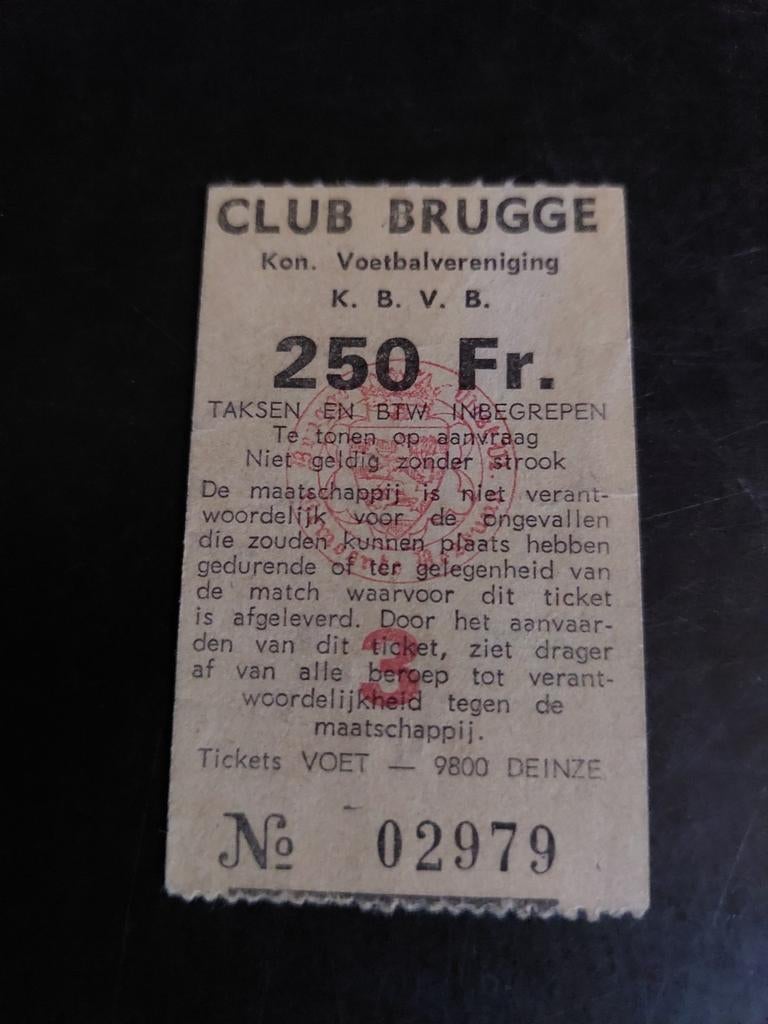 CLUB BRUGGE
Kon. Voetbalvereniging
K. B. V. B.
250 Fr.
TAKSEN EN BTW INBEGREPEN
Te tonen op aanvraag
Niet geldig zonder strook
De maatschappij is niet verant-
woordelijk voor de ongevallen
die zouden kunnen plaats hebben
gedurende of ter gelegenheid van
de match waarvoor dit ticket
is afgeleverd. Door het aanvaar-
den van dit ticket, ziet drager
af van alle beroep tot verant-
woordelijkheid tegen de
maatschappij.
3
Tickets VOET — 9800 DEINZE
Nº 02979